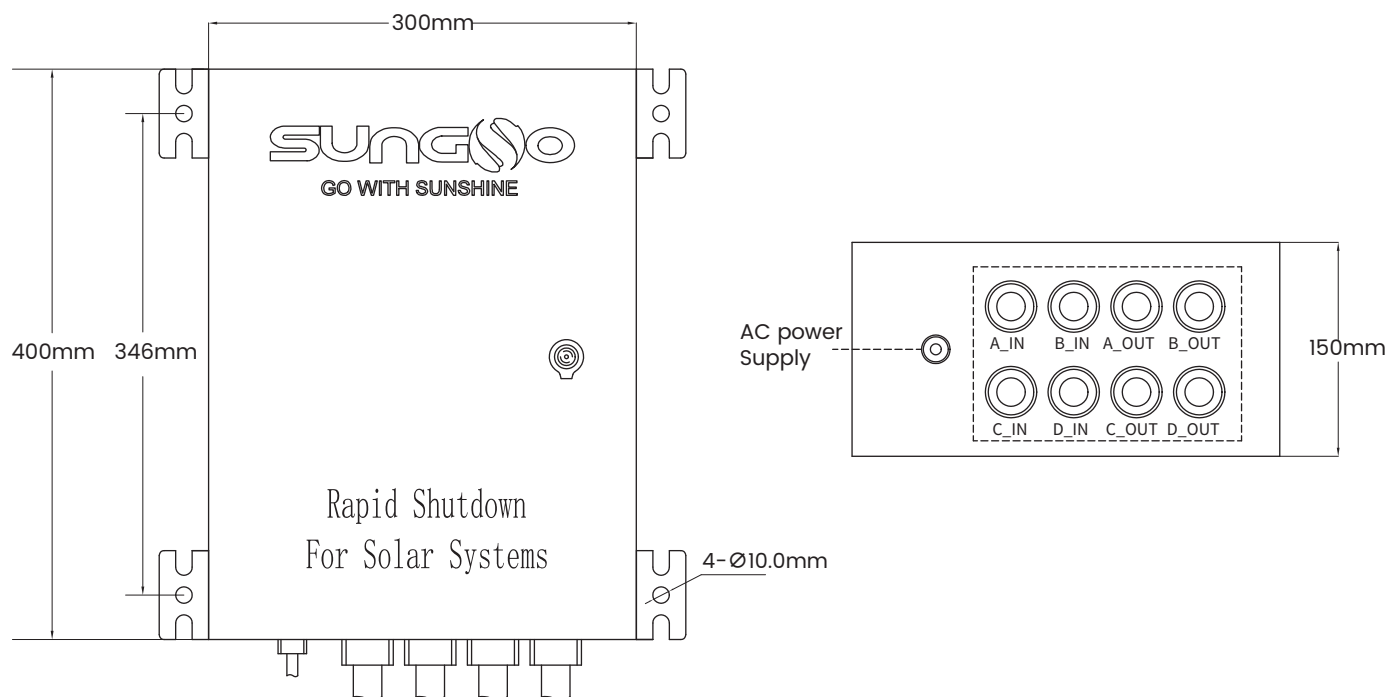 300mm
SUNGO
GO WITH SUNSHINE
400mm
346mm
Rapid Shutdown
For Solar Systems
4-Ø10.0mm
AC power
Supply
A_IN B_IN A_OUT B_OUT
C_IN D_IN C_OUT D_OUT
150mm